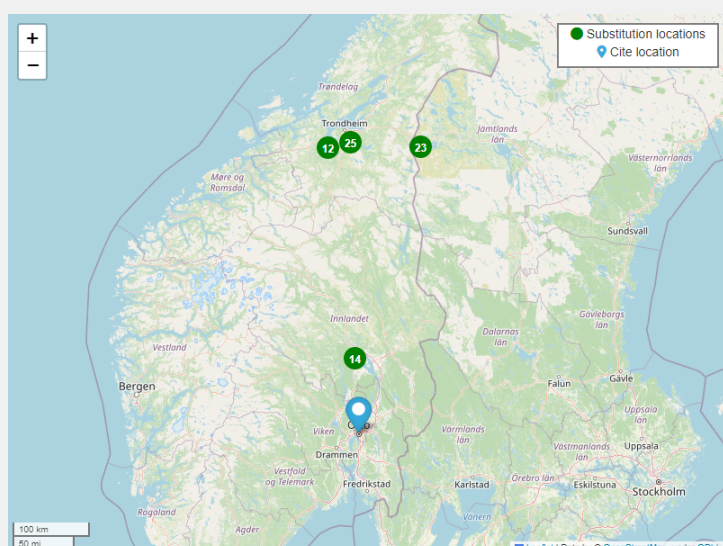 +
−
Substitution locations
Cite location
Trøndelag
Trondheim
12
25
23
Jämtlands
län
Västernorrlands
län
Møre og
Romsdal
Sundsvall
Innlandet
Gävleborgs
län
Vestland
Dalarnas
län
14
Bergen
Falun
Gävle
Viken
Värmlands
län
Uppsala
län
Drammen
Västmanlands
län
Uppsala
Vestfold
og Telemark
Fredrikstad
Karlstad
Örebro län
Eskilstuna
Stockholm
Rogaland
Vänern
Agder
100 km
50 mi